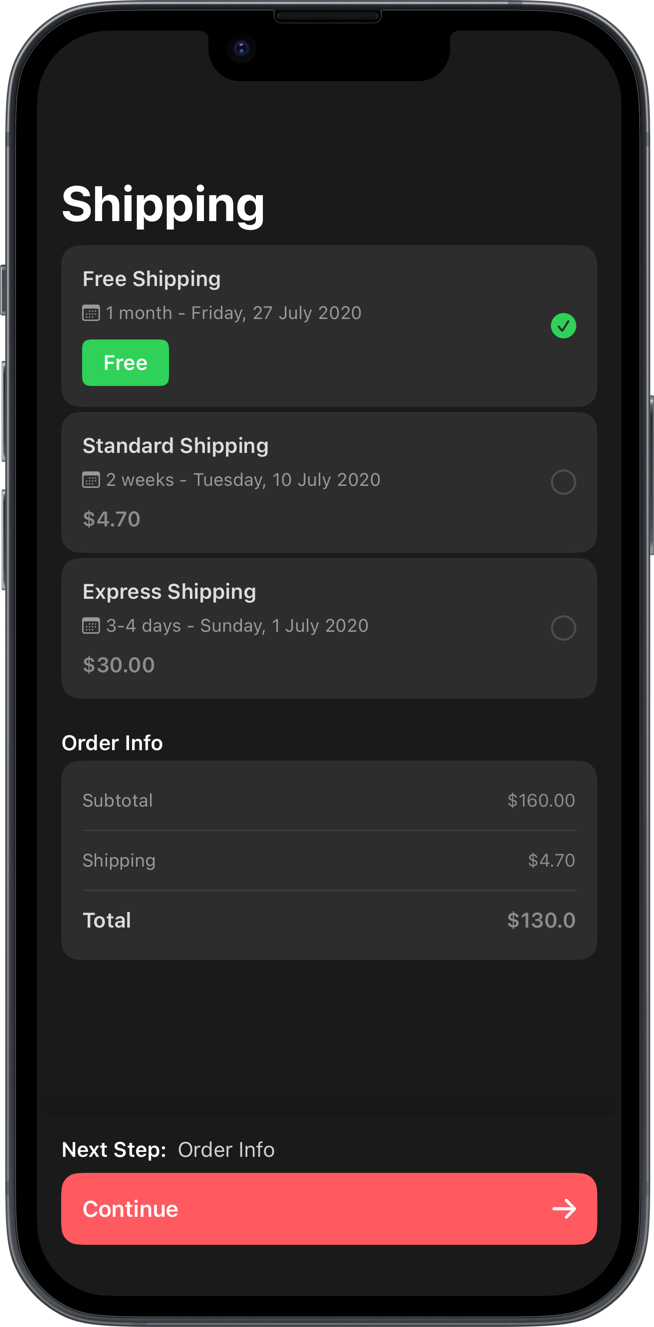 Shipping
Free Shipping
1 month - Friday, 27 July 2020
Free
Standard Shipping
2 weeks - Tuesday, 10 July 2020
$4.70
Express Shipping
3-4 days - Sunday, 1 July 2020
$30.00
Order Info
Subtotal $160.00
Shipping $4.70
Total $130.0
Next Step: Order Info
Continue